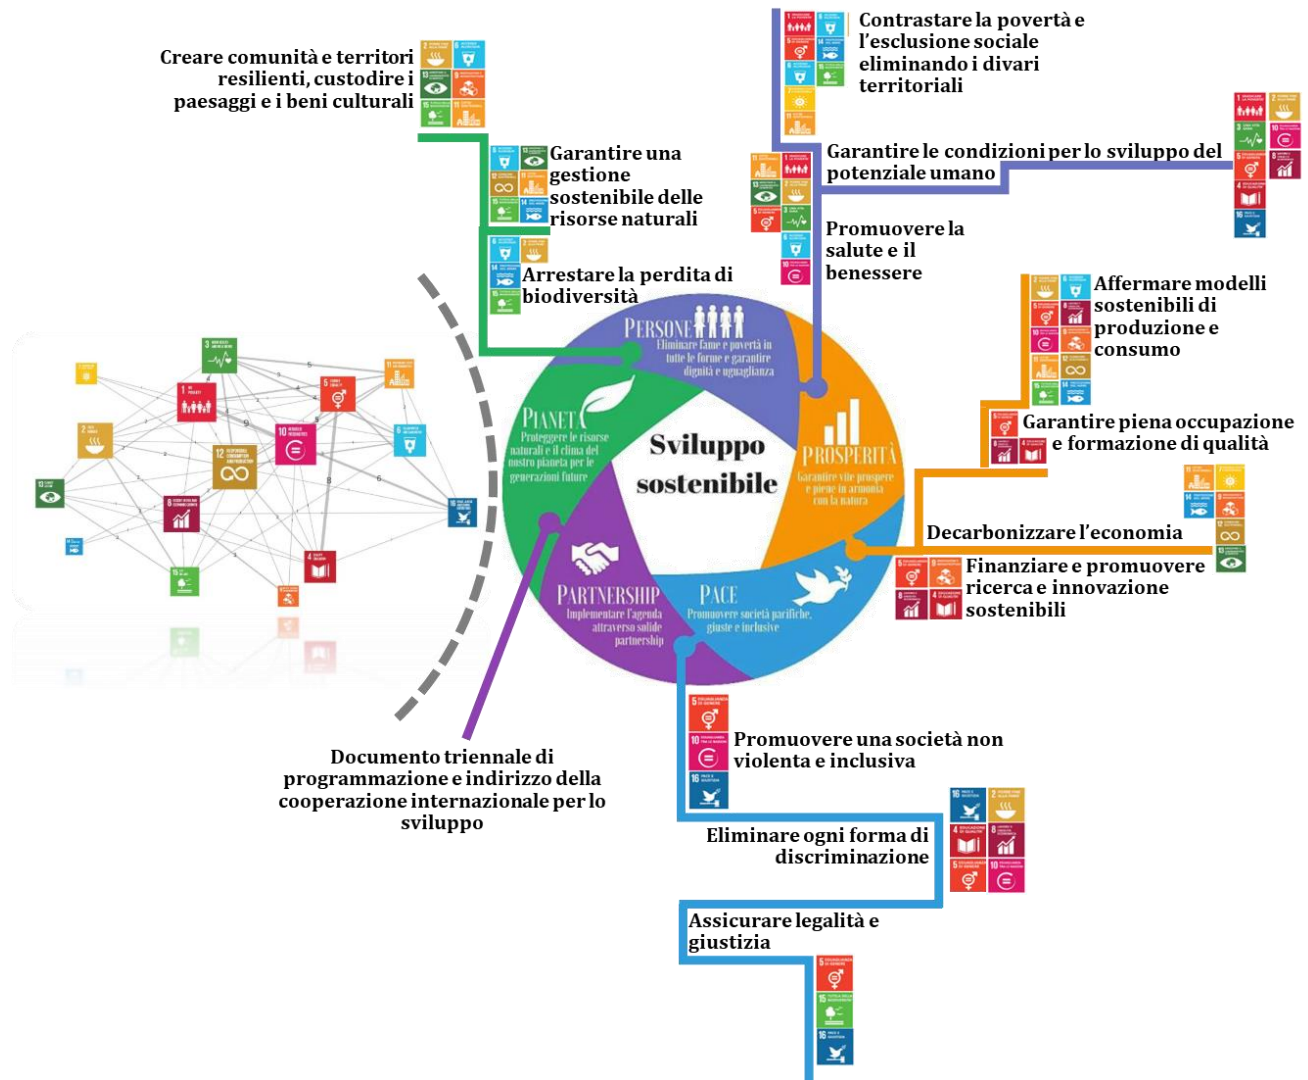 Creare comunità e territori
resilienti, custodire i
paesaggi e i beni culturali
Garantire una
gestione
sostenibile delle
risorse naturali
Arrestare la perdita di
biodiversità
Contrastare la povertà e
l'esclusione sociale
eliminando i divari
territoriali
Garantire le condizioni per lo sviluppo del
potenziale umano
Promuovere la
salute e il
benessere
Affermare modelli
sostenibili di
produzione e
consumo
Garantire piena occupazione
e formazione di qualità
Decarbonizzare l'economia
Finanziare e promuovere
ricerca e innovazione
sostenibili
PERSONE
Eliminare fame e povertà in
tutte le forme e garantire
dignità e uguaglianza
PIANETA
Proteggere le risorse
naturali e il clima del
nostro pianeta per le
generazioni future
Sviluppo
sostenibile
PROSPERITÀ
Garantire vite prospere
e piene in armonia
con la natura
PARTNERSHIP
Implementare l'agenda
attraverso solide
partnership
PACE
Promuovere società pacifiche,
giuste e inclusive
Documento triennale di
programmazione e indirizzo della
cooperazione internazionale per lo
sviluppo
Promuovere una società non
violenta e inclusiva
Eliminare ogni forma di
discriminazione
Assicurare legalità e
giustizia